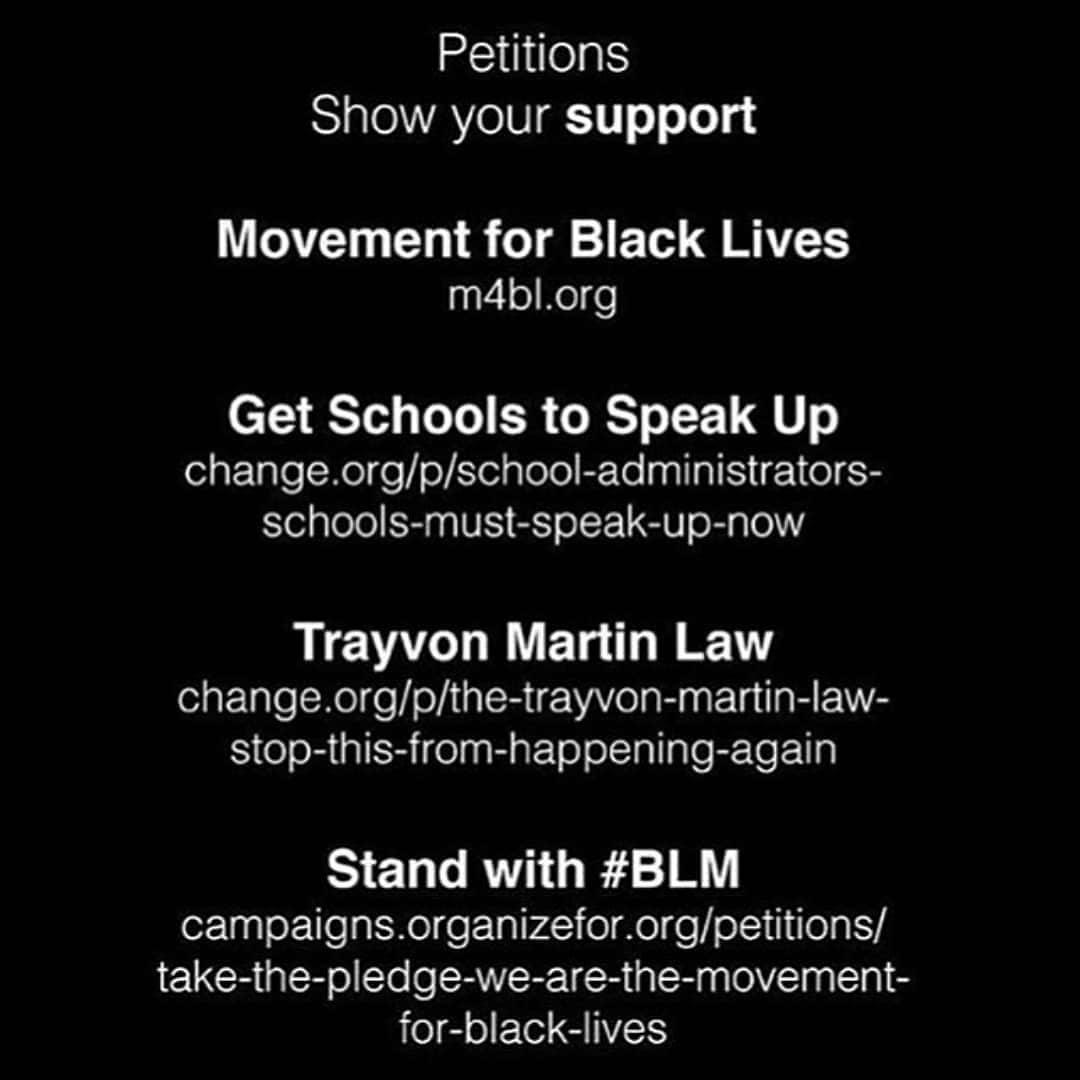 Petitions
Show your support
Movement for Black Lives
m4bl.org
Get Schools to Speak Up
change.org/p/school-administrators-
schools-must-speak-up-now
Trayvon Martin Law
change.org/p/the-trayvon-martin-law-
stop-this-from-happening-again
Stand with #BLM
campaigns.organizefor.org/petitions/
take-the-pledge-we-are-the-movement-
for-black-lives